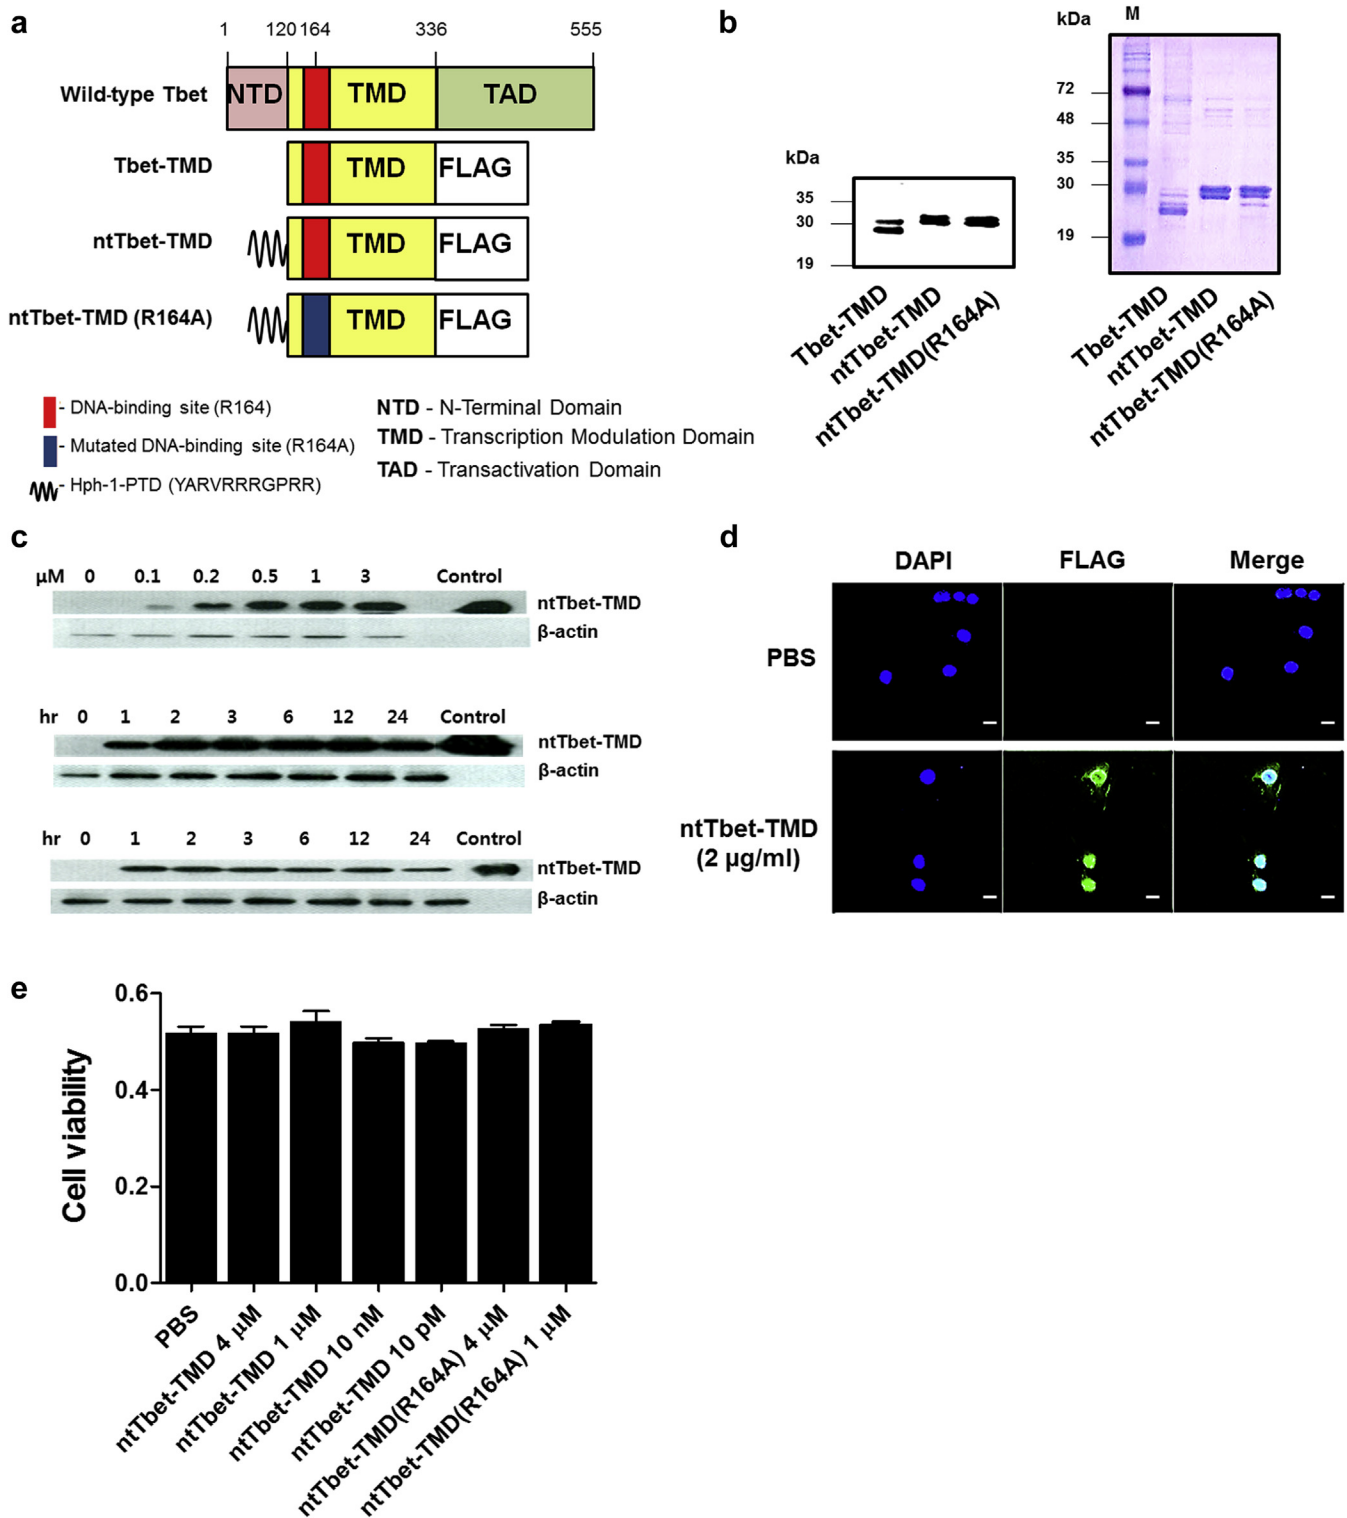 a
1 120 164 336 555
Wild-type Tbet NTD TMD TAD
Tbet-TMD TMD FLAG
ntTbet-TMD TMD FLAG
ntTbet-TMD (R164A) TMD FLAG
- DNA-binding site (R164)
- Mutated DNA-binding site (R164A)
- Hph-1-PTD (YARVRRRGPRR)
NTD - N-Terminal Domain
TMD - Transcription Modulation Domain
TAD - Transactivation Domain
b
kDa
35
30
19
Tbet-TMD
ntTbet-TMD
ntTbet-TMD(R164A)
kDa M
72
48
35
30
19
Tbet-TMD
ntTbet-TMD
ntTbet-TMD(R164A)
c
μM 0 0.1 0.2 0.5 1 3 Control
ntTbet-TMD
β-actin
hr 0 1 2 3 6 12 24 Control
ntTbet-TMD
β-actin
hr 0 1 2 3 6 12 24 Control
ntTbet-TMD
β-actin
d
DAPI FLAG Merge
PBS
ntTbet-TMD
(2 μg/ml)
e
Cell viability
0.6
0.4
0.2
0.0
PBS
ntTbet-TMD 4 μM
ntTbet-TMD 1 μM
ntTbet-TMD 10 nM
ntTbet-TMD 10 pM
ntTbet-TMD(R164A) 4 μM
ntTbet-TMD(R164A) 1 μM